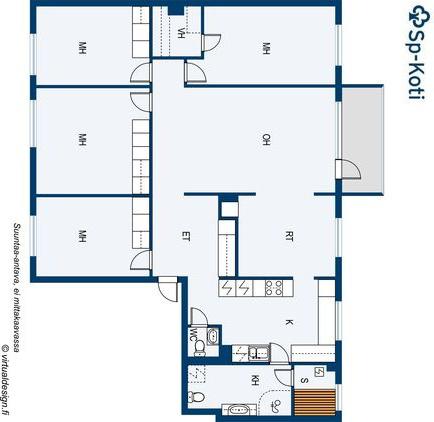 Sp-Koti
MH
VH
MH
MH
OH
MH
ET
RT
K
WC
KH
S
Suuntaa-antava, ei mittakaavassa
© virtualdesign.fi